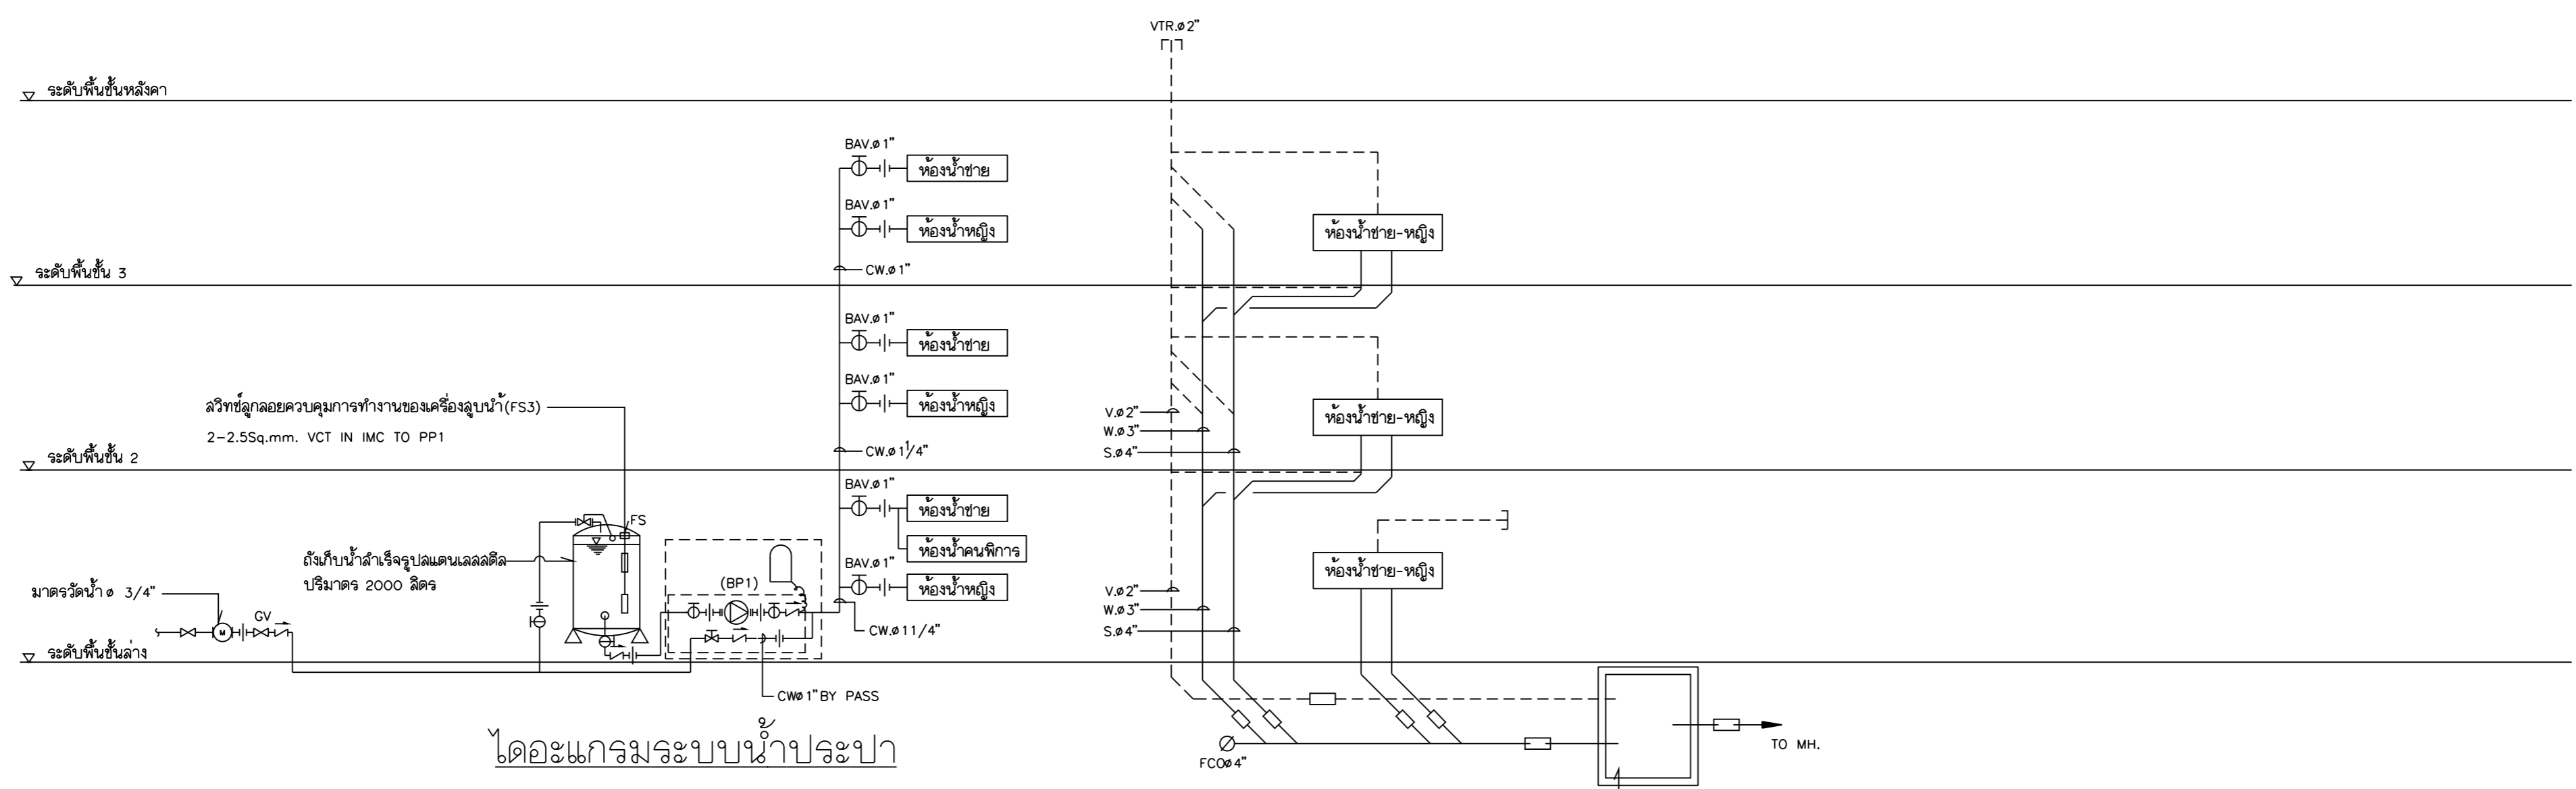 VTR.ø2"
ระดับพื้นชั้นหลังคา
BAV.ø1"
ห้องน้ำชาย
BAV.ø1"
ห้องน้ำหญิง
ห้องน้ำชาย-หญิง
CW.ø1"
ระดับพื้นชั้น 3
BAV.ø1"
ห้องน้ำชาย
BAV.ø1"
ห้องน้ำหญิง
สวิทช์ลูกลอยควบคุมการทำงานของเครื่องสูบน้ำ(FS3)
2-2.5Sq.mm. VCT IN IMC TO PP1
V.ø2"
W.ø3"
S.ø4"
ห้องน้ำชาย-หญิง
CW.ø1 1/4"
ระดับพื้นชั้น 2
BAV.ø1"
ห้องน้ำชาย
ห้องน้ำคนพิการ
BAV.ø1"
ห้องน้ำหญิง
FS
ถังเก็บน้ำสำเร็จรูปสแตนเลสสตีล
ปริมาตร 2000 ลิตร
(BP1)
ห้องน้ำชาย-หญิง
มาตรวัดน้ำ ø 3/4"
M
GV
V.ø2"
W.ø3"
S.ø4"
CW.ø11/4"
ระดับพื้นชั้นล่าง
CWø1"BY PASS
ไดอะแกรมระบบน้ำประปา
FCOø4"
TO MH.